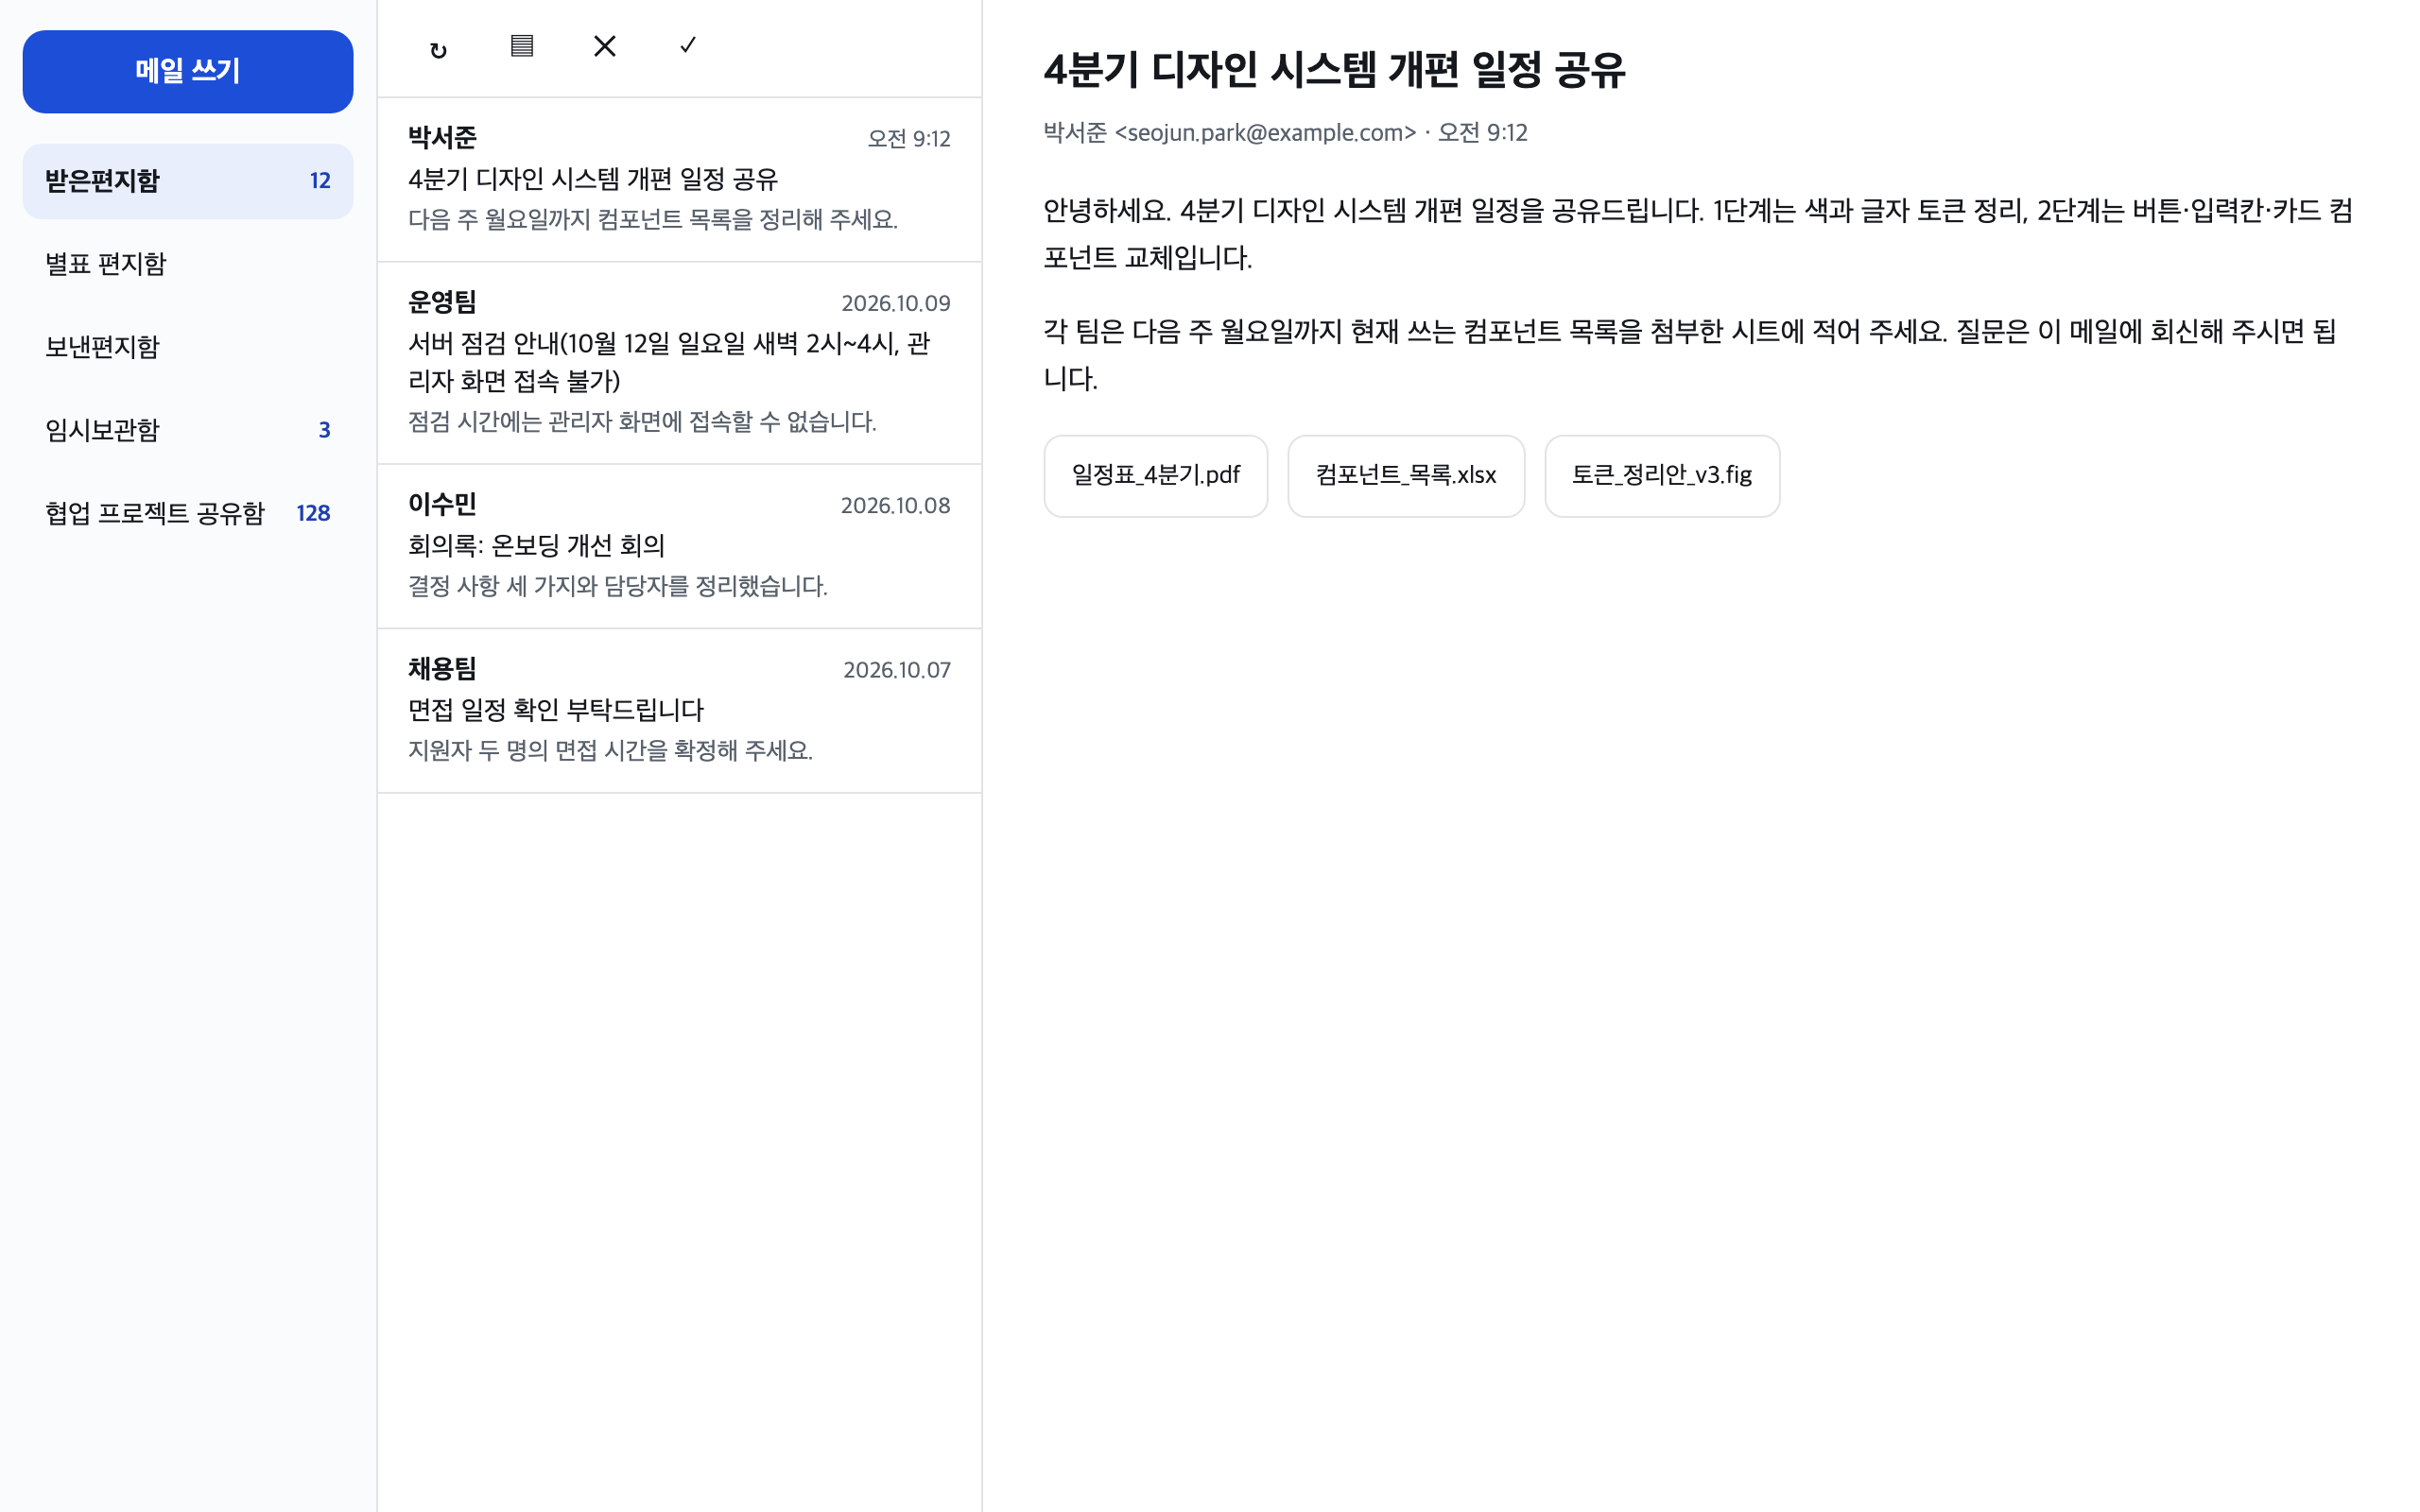 메일 쓰기
받은편지함 12
별표 편지함
보낸편지함
임시보관함 3
협업 프로젝트 공유함 128
↻ ▤ ✕ ✓
박서준 오전 9:12
4분기 디자인 시스템 개편 일정 공유
다음 주 월요일까지 컴포넌트 목록을 정리해 주세요.
운영팀 2026.10.09
서버 점검 안내(10월 12일 일요일 새벽 2시~4시, 관
리자 화면 접속 불가)
점검 시간에는 관리자 화면에 접속할 수 없습니다.
이수민 2026.10.08
회의록: 온보딩 개선 회의
결정 사항 세 가지와 담당자를 정리했습니다.
채용팀 2026.10.07
면접 일정 확인 부탁드립니다
지원자 두 명의 면접 시간을 확정해 주세요.
4분기 디자인 시스템 개편 일정 공유
박서준 <seojun.park@example.com> · 오전 9:12
안녕하세요. 4분기 디자인 시스템 개편 일정을 공유드립니다. 1단계는 색과 글자 토큰 정리, 2단계는 버튼·입력칸·카드 컴
포넌트 교체입니다.
각 팀은 다음 주 월요일까지 현재 쓰는 컴포넌트 목록을 첨부한 시트에 적어 주세요. 질문은 이 메일에 회신해 주시면 됩
니다.
일정표_4분기.pdf 컴포넌트_목록.xlsx 토큰_정리안_v3.fig